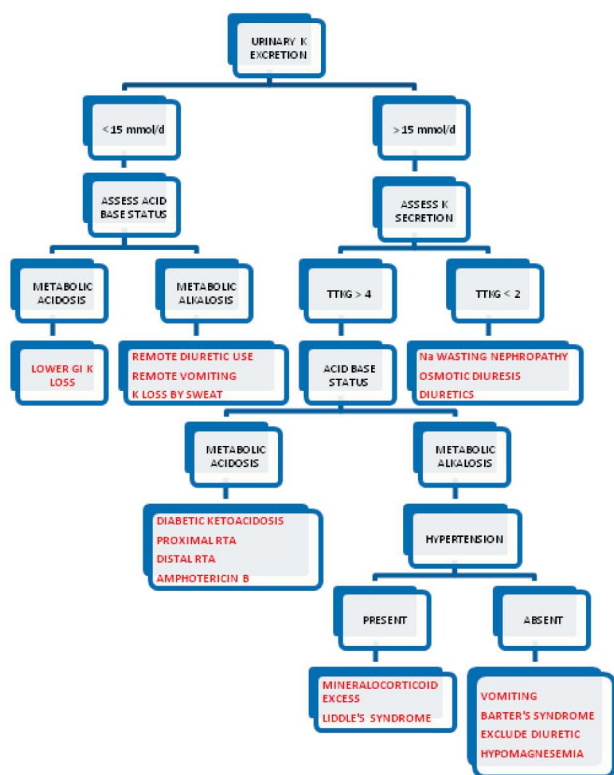 URINARY K
EXCRETION
< 15 mmol/d
> 15 mmol/d
ASSESS ACID
BASE STATUS
ASSESS K
SECRETION
METABOLIC
ACIDOSIS
METABOLIC
ALKALOSIS
TTKG > 4
TTKG < 2
LOWER GI K
LOSS
REMOTE DIURETIC USE
REMOTE VOMITING
K LOSS BY SWEAT
ACID BASE
STATUS
Na WASTING NEPHROPATHY
OSMOTIC DIURESIS
DIURETICS
METABOLIC
ACIDOSIS
METABOLIC
ALKALOSIS
DIABETIC KETOACIDOSIS
PROXIMAL RTA
DISTAL RTA
AMPHOTERICIN B
HYPERTENSION
PRESENT
ABSENT
MINERALOCORTICOID
EXCESS
LIDDLE'S SYNDROME
VOMITING
BARTER'S SYNDROME
EXCLUDE DIURETIC
HYPOMAGNESEMIA